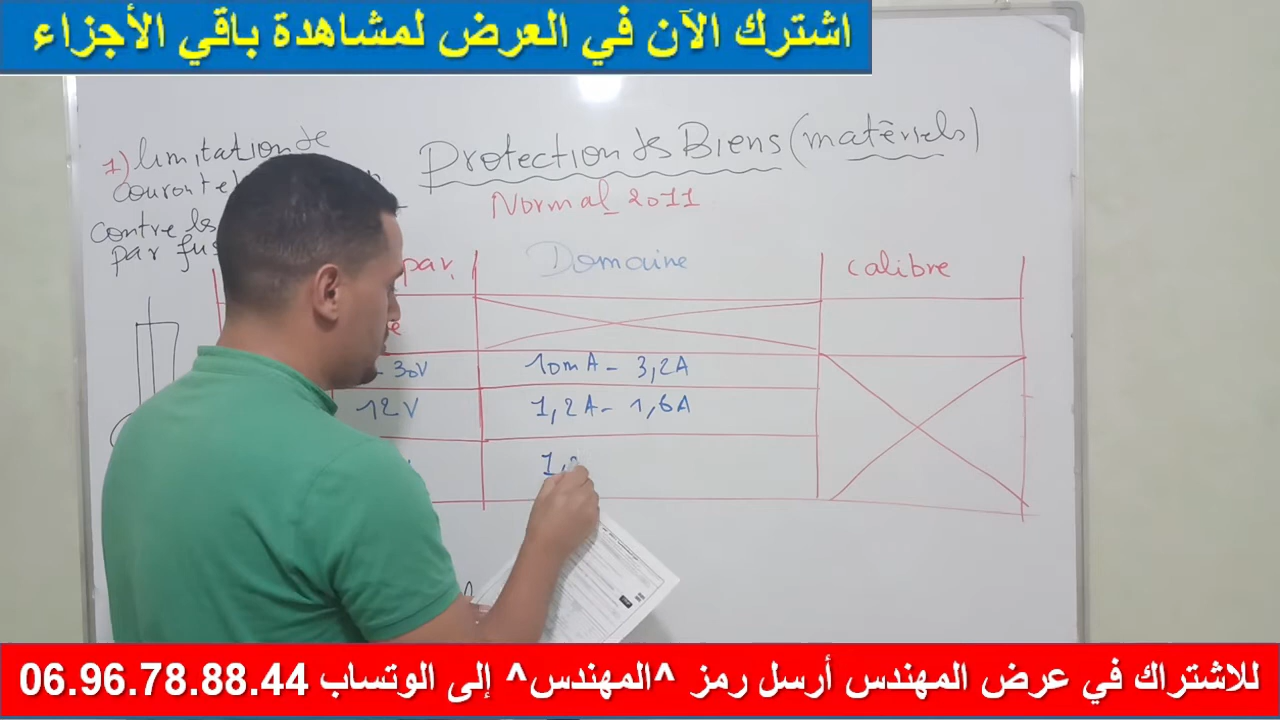 اشترك الآن في العرض لمشاهدة باقي الأجزاء
1) limitation de
Protection des Biens (matériels)
contre les
par fus
Normal 2011
par.
Domaine
calibre
- 30V
10mA - 3,2A
12V
1,2A - 1,6A
للاشتراك في عرض المهندس أرسل رمز ^المهندس^ إلى الوتساب 06.96.78.88.44